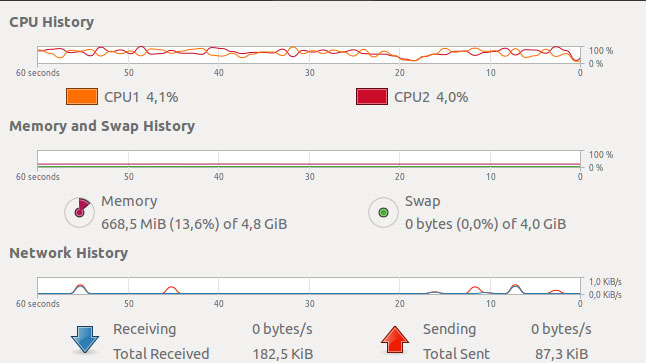 CPU History
100 %
0 %
60 seconds 50 40 30 20 10 0
CPU1 4,1% CPU2 4,0%
Memory and Swap History
100 %
0 %
60 seconds 50 40 30 20 10 0
Memory Swap
668,5 MiB (13,6%) of 4,8 GiB 0 bytes (0,0%) of 4,0 GiB
Network History
1,0 KiB/s
0,0 KiB/s
60 seconds 50 40 30 20 10 0
Receiving 0 bytes/s Sending 0 bytes/s
Total Received 182,5 KiB Total Sent 87,3 KiB